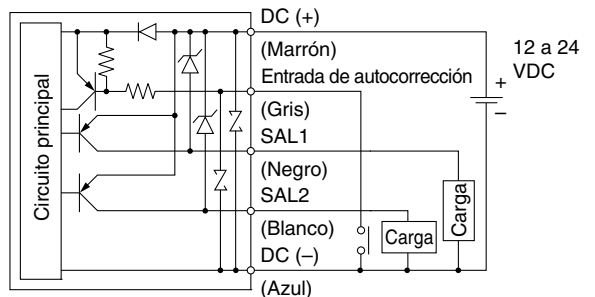 DC (+)
(Marrón)
Entrada de autocorrección
(Gris)
SAL1
(Negro)
SAL2
(Blanco)
DC (–)
(Azul)
Circuito principal
Carga
Carga
12 a 24
VDC
+
–